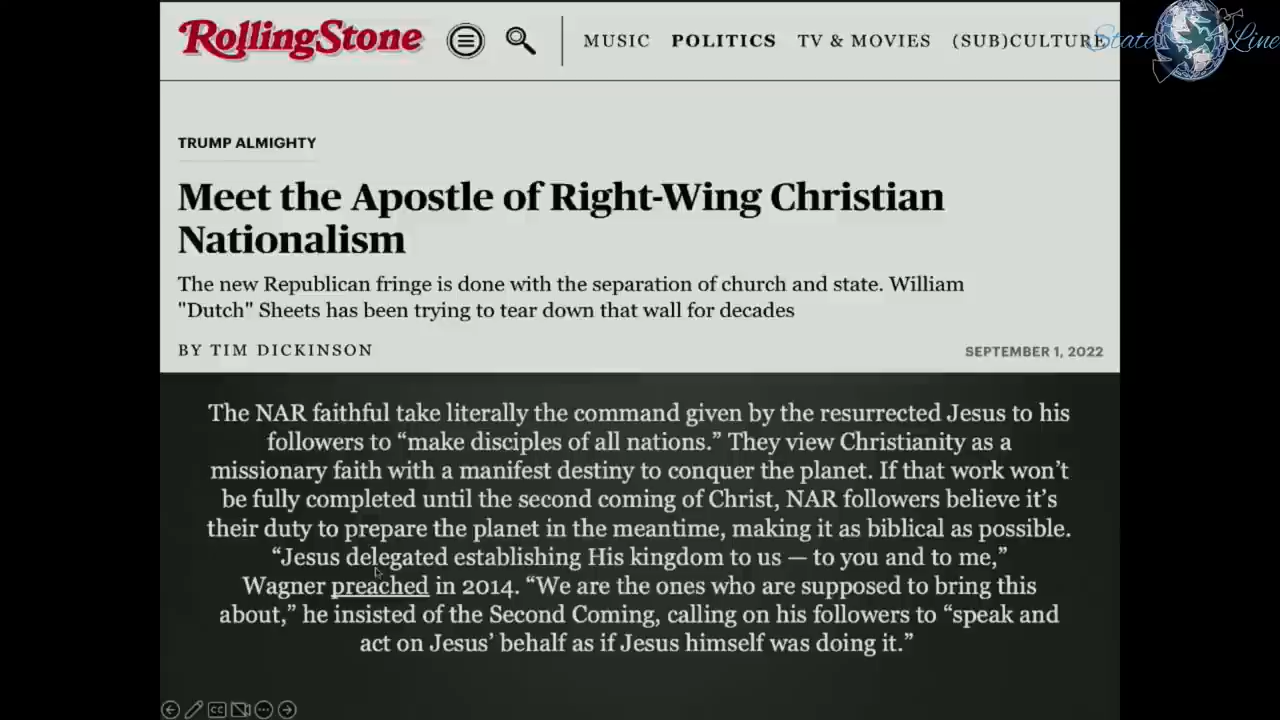 RollingStone MUSIC POLITICS TV & MOVIES (SUB)CULTURE
State Line
TRUMP ALMIGHTY
Meet the Apostle of Right-Wing Christian
Nationalism
The new Republican fringe is done with the separation of church and state. William
"Dutch" Sheets has been trying to tear down that wall for decades
BY TIM DICKINSON SEPTEMBER 1, 2022
The NAR faithful take literally the command given by the resurrected Jesus to his
followers to “make disciples of all nations.” They view Christianity as a
missionary faith with a manifest destiny to conquer the planet. If that work won’t
be fully completed until the second coming of Christ, NAR followers believe it’s
their duty to prepare the planet in the meantime, making it as biblical as possible.
“Jesus delegated establishing His kingdom to us — to you and to me,”
Wagner preached in 2014. “We are the ones who are supposed to bring this
about,” he insisted of the Second Coming, calling on his followers to “speak and
act on Jesus’ behalf as if Jesus himself was doing it.”
CC